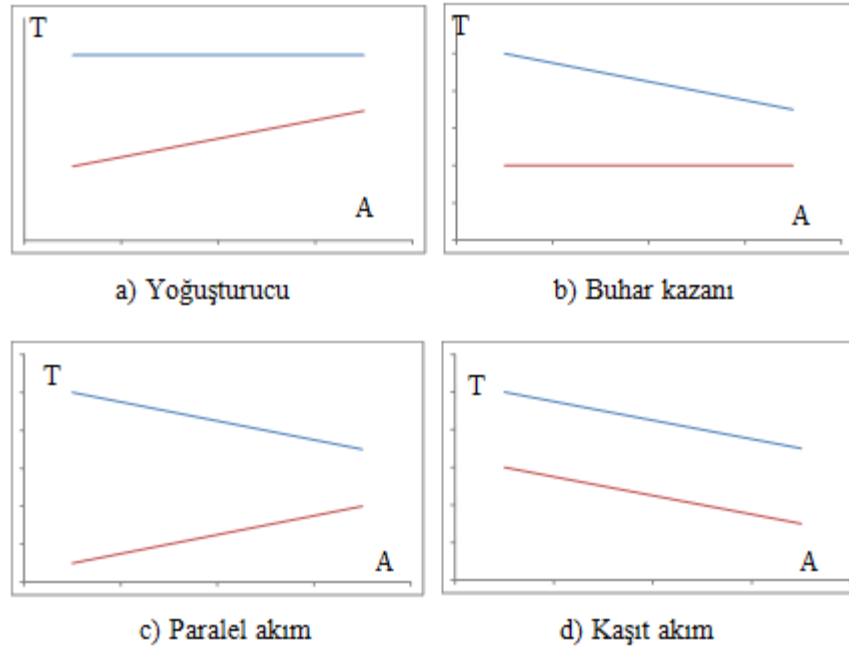 T
A
a) Yoğuşturucu
T
A
b) Buhar kazanı
T
A
c) Paralel akım
T
A
d) Kaşıt akım